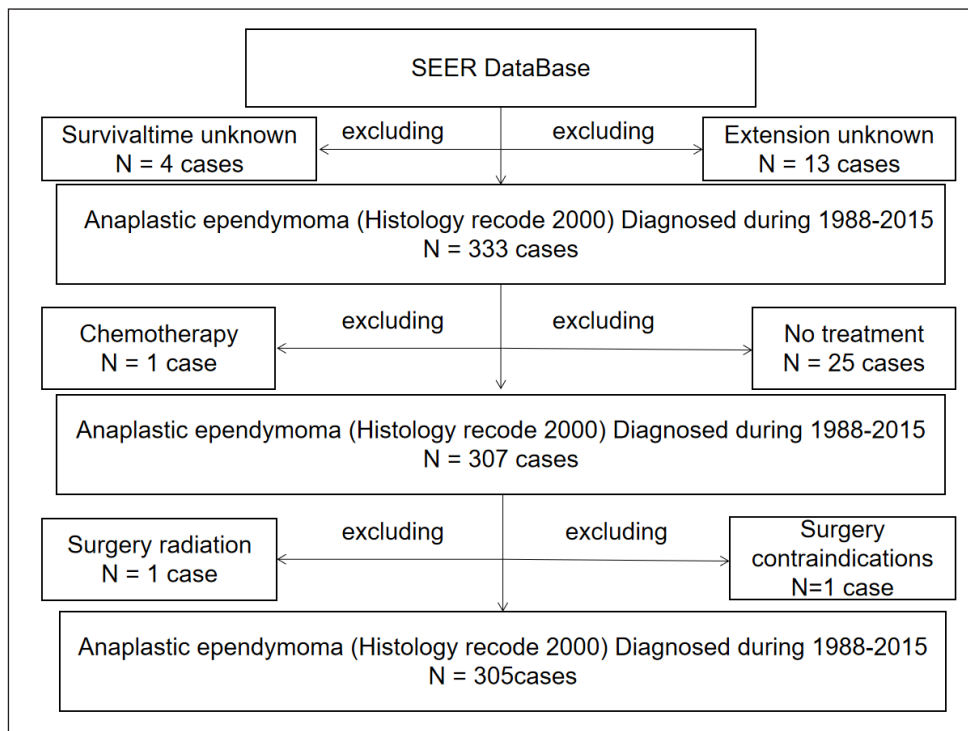 SEER DataBase
Survivaltime unknown
N = 4 cases
excluding
excluding
Extension unknown
N = 13 cases
Anaplastic ependymoma (Histology recode 2000) Diagnosed during 1988-2015
N = 333 cases
Chemotherapy
N = 1 case
excluding
excluding
No treatment
N = 25 cases
Anaplastic ependymoma (Histology recode 2000) Diagnosed during 1988-2015
N = 307 cases
Surgery radiation
N = 1 case
excluding
excluding
Surgery
contraindications
N=1 case
Anaplastic ependymoma (Histology recode 2000) Diagnosed during 1988-2015
N = 305cases